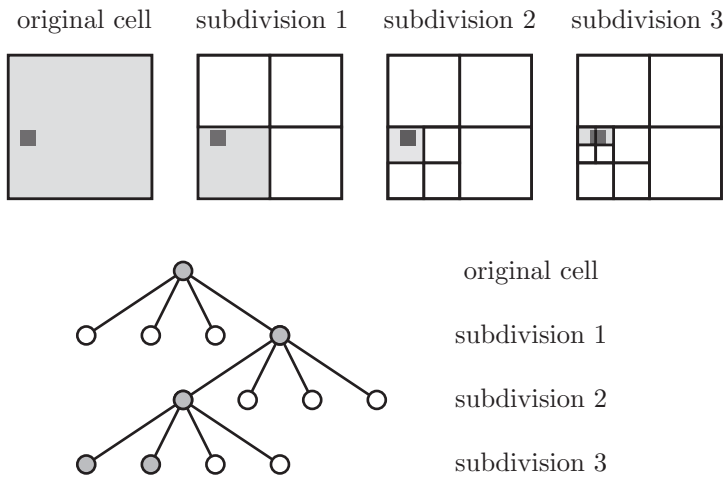 original cell subdivision 1 subdivision 2 subdivision 3
original cell
subdivision 1
subdivision 2
subdivision 3